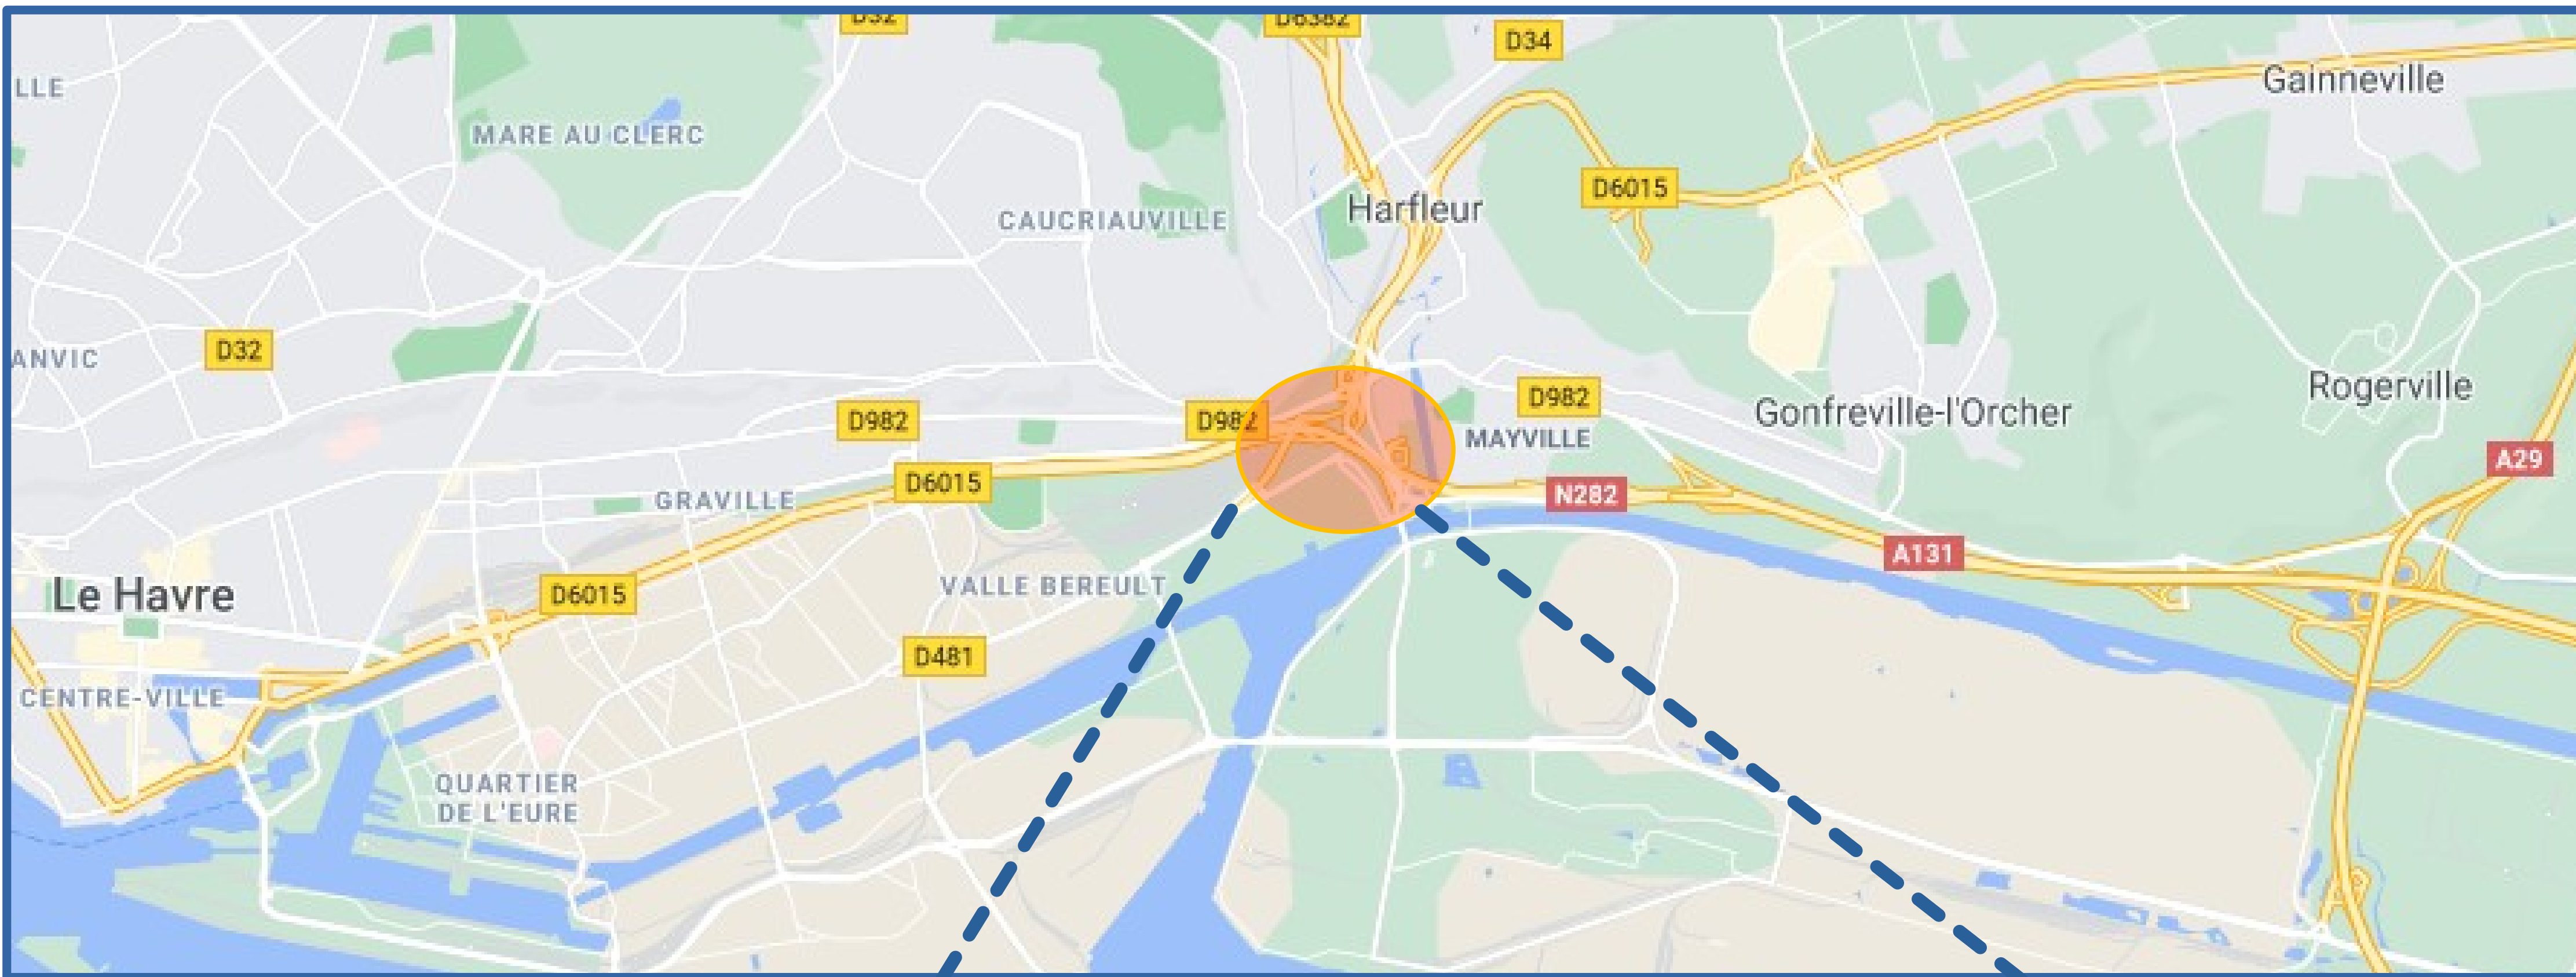 D32
D6382
D34
Gainneville
LLE
MARE AU CLERC
D6015
Harfleur
CAUCRIAUVILLE
D32
ANVIC
Rogerville
D982
D982
D982
Gonfreville-l'Orcher
MAYVILLE
A29
D6015
GRAVILLE
N282
A131
Le Havre
D6015
VALLE BEREULT
D481
CENTRE-VILLE
QUARTIER
DE L'EURE